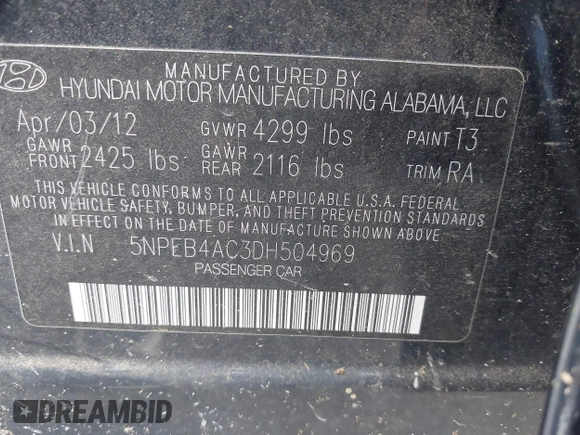 MANUFACTURED BY
HYUNDAI MOTOR MANUFACTURING ALABAMA, LLC
Apr/03/12 GVWR 4299 lbs PAINT T3
GAWR FRONT 2425 lbs GAWR REAR 2116 lbs TRIM RA
THIS VEHICLE CONFORMS TO ALL APPLICABLE U.S.A. FEDERAL
MOTOR VEHICLE SAFETY, BUMPER, AND THEFT PREVENTION STANDARDS
IN EFFECT ON THE DATE OF MANUFACTURE SHOWN ABOVE.
V.I.N 5NPEB4AC3DH504969
PASSENGER CAR
DREAMBID